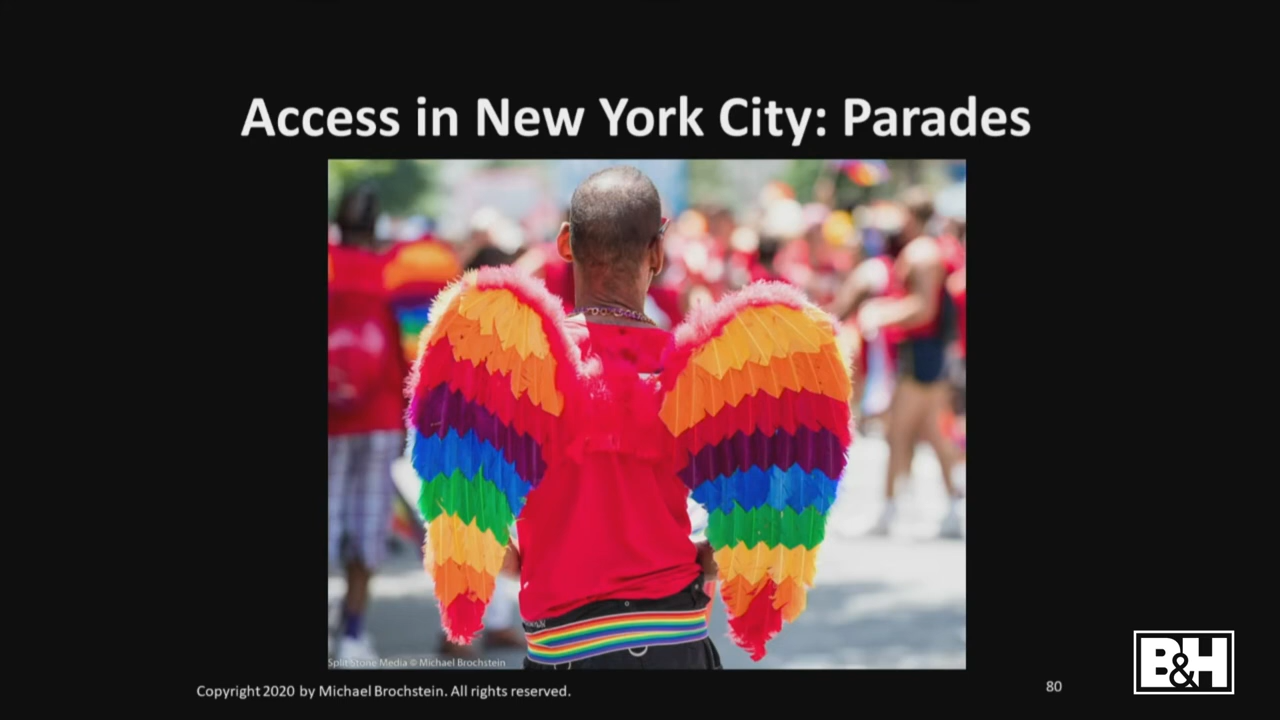 Access in New York City: Parades
Split Stone Media © Michael Brochstein
Copyright 2020 by Michael Brochstein. All rights reserved.
80
B&H